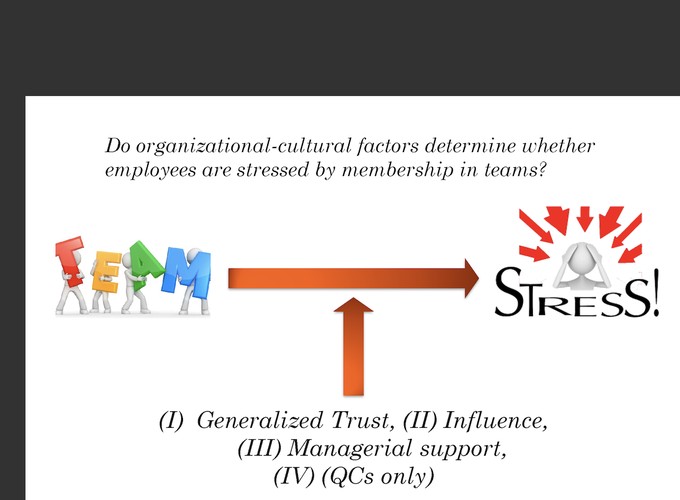 Do organizational-cultural factors determine whether
employees are stressed by membership in teams?
TEAM
STRESS!
(I) Generalized Trust, (II) Influence,
(III) Managerial support,
(IV) (QCs only)